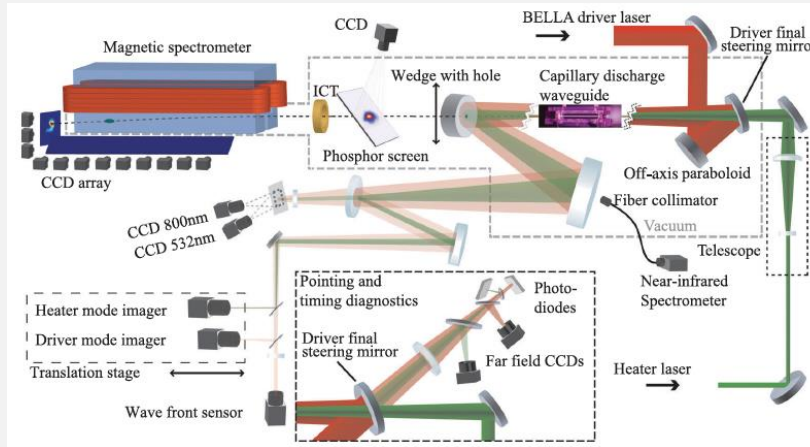 CCD
BELLA driver laser
Magnetic spectrometer
Driver final
steering mirror
ICT
Wedge with hole
Capillary discharge
waveguide
Phosphor screen
CCD array
Off-axis paraboloid
Fiber collimator
CCD 800nm
CCD 532nm
Vacuum
Telescope
Near-infrared
Spectrometer
Pointing and
timing diagnostics
Photo-
diodes
Heater mode imager
Driver mode imager
Driver final
steering mirror
Far field CCDs
Translation stage
Heater laser
Wave front sensor